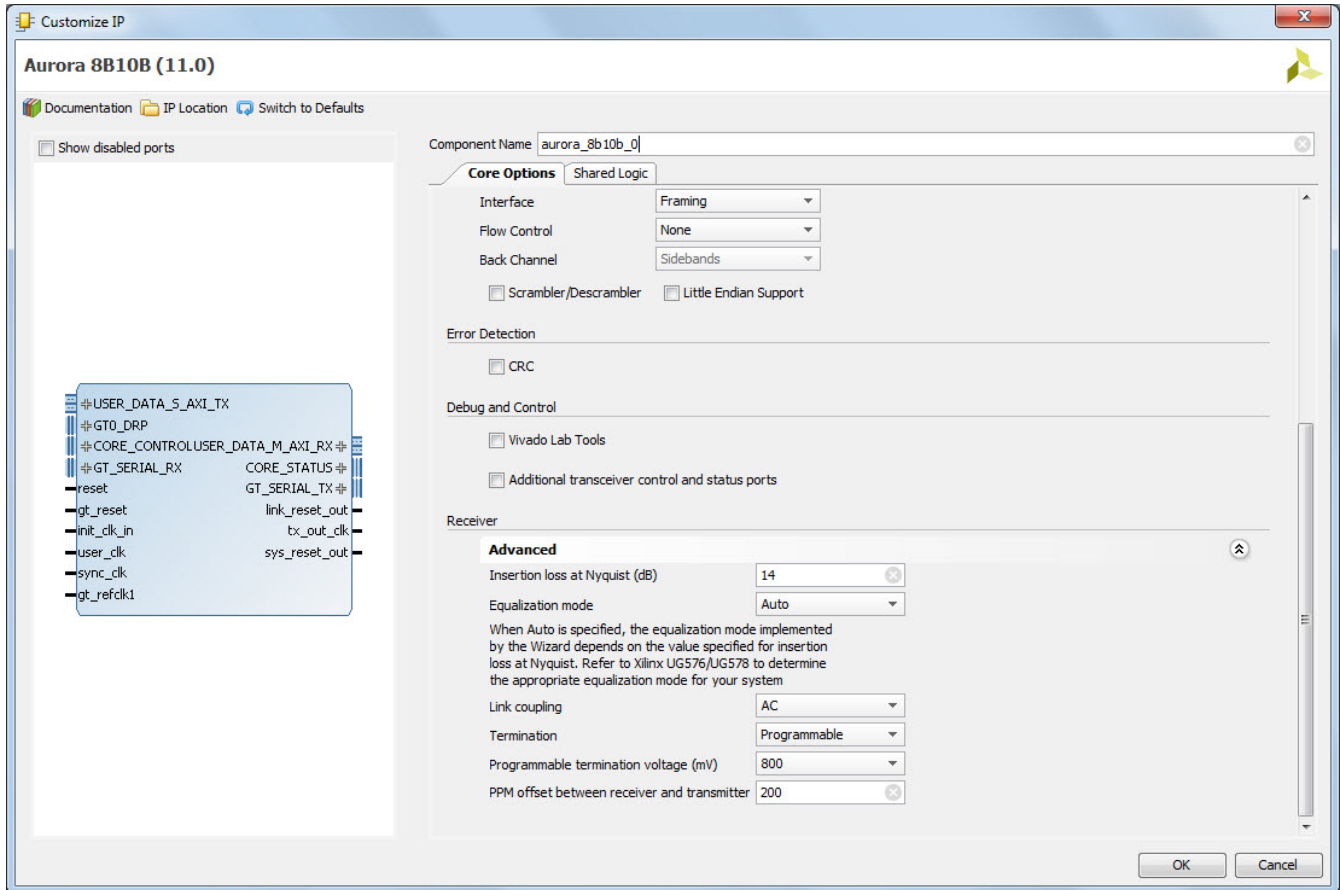 Customize IP
Aurora 8B10B (11.0)
Documentation IP Location Switch to Defaults
Show disabled ports
USER_DATA_S_AXI_TX
GT0_DRP
CORE_CONTROLUSER_DATA_M_AXI_RX
GT_SERIAL_RX CORE_STATUS
reset GT_SERIAL_TX
gt_reset link_reset_out
init_clk_in tx_out_clk
user_clk sys_reset_out
sync_clk
gt_refclk1
Component Name aurora_8b10b_0
Core Options Shared Logic
Interface Framing
Flow Control None
Back Channel Sidebands
Scrambler/Descrambler Little Endian Support
Error Detection
CRC
Debug and Control
Vivado Lab Tools
Additional transceiver control and status ports
Receiver
Advanced
Insertion loss at Nyquist (dB) 14
Equalization mode Auto
When Auto is specified, the equalization mode implemented
by the Wizard depends on the value specified for insertion
loss at Nyquist. Refer to Xilinx UG576/UG578 to determine
the appropriate equalization mode for your system
Link coupling AC
Termination Programmable
Programmable termination voltage (mV) 800
PPM offset between receiver and transmitter 200
OK Cancel